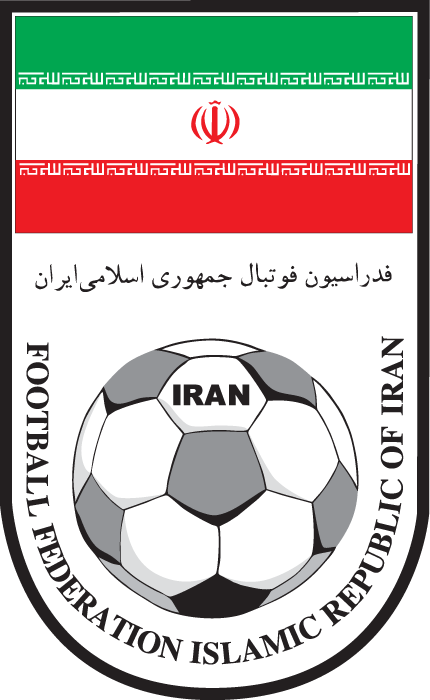 فدراسیون فوتبال جمهوری اسلامی ایران
IRAN
FOOTBALL FEDERATION ISLAMIC REPUBLIC OF IRAN